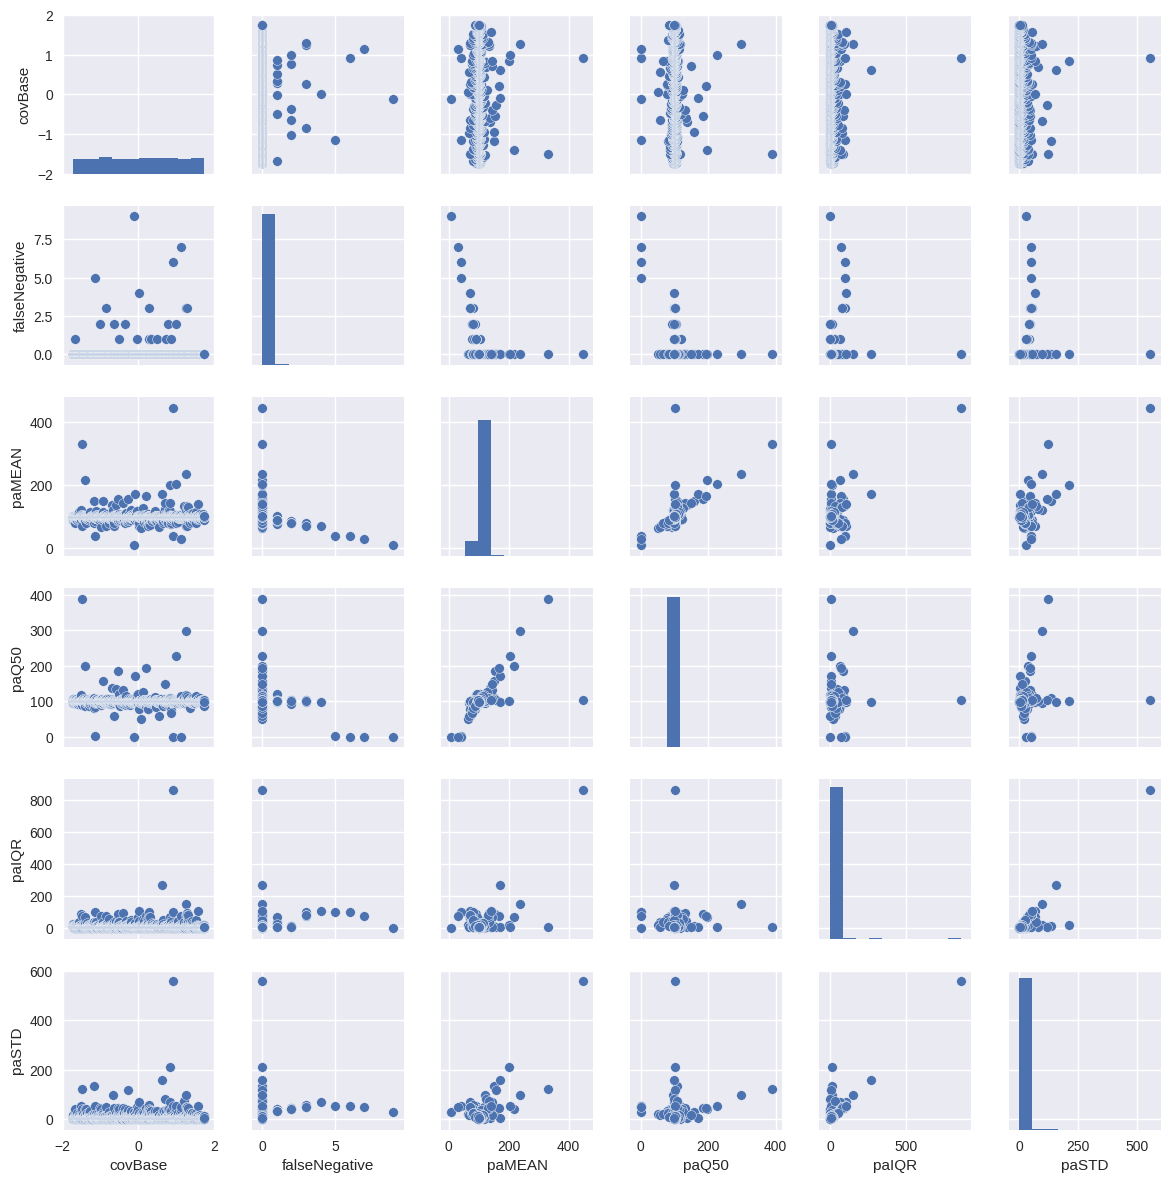 2
1
0
−1
−2
covBase
7.5
5.0
2.5
0.0
falseNegative
400
200
0
paMEAN
400
300
200
100
0
paQ50
800
600
400
200
0
paIQR
600
400
200
0
paSTD
−2 0 2
0 5
0 200 400
0 200 400
0 500
0 250 500
covBase falseNegative paMEAN paQ50 paIQR paSTD